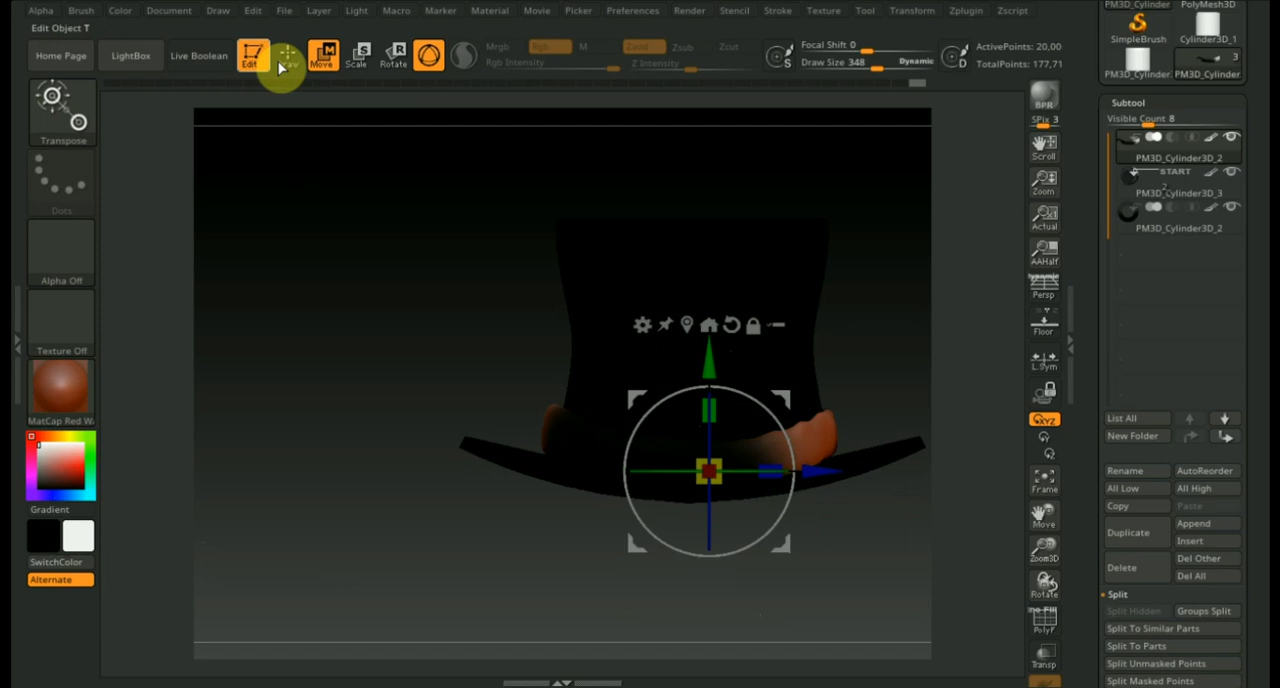 Alpha Brush Color Document Draw Edit File Layer Light Macro Marker Material Movie Picker Preferences Render Stencil Stroke Texture Tool Transform Zplugin Zscript
Edit Object T
Home Page LightBox Live Boolean Edit Move Scale Rotate Mrgb Rgb M Zadd Zsub Zcut
Rgb Intensity Z Intensity
Focal Shift 0
Draw Size 348 Dynamic
ActivePoints: 20,00
TotalPoints: 177,71
PM3D_Cylinder PolyMesh3D
SimpleBrush Cylinder3D_1
3
PM3D_Cylinder. PM3D_Cylinder
Transpose
Dots
Alpha Off
Texture Off
MatCap Red W
Gradient
SwitchColor
Alternate
BPR
SPix 3
Scroll
Zoom
Actual
AAHalf
Dynamic
Persp
Floor
L.Sym
XYZ
Frame
Move
Zoom3D
Rotate
PolyF
Transp
Subtool
Visible Count 8
PM3D_Cylinder3D_2
START
PM3D_Cylinder3D_3
PM3D_Cylinder3D_2
List All
New Folder
Rename AutoReorder
All Low All High
Copy Paste
Duplicate Append
Insert
Delete Del Other
Del All
Split
Split Hidden Groups Split
Split To Similar Parts
Split To Parts
Split Unmasked Points
Split Masked Points